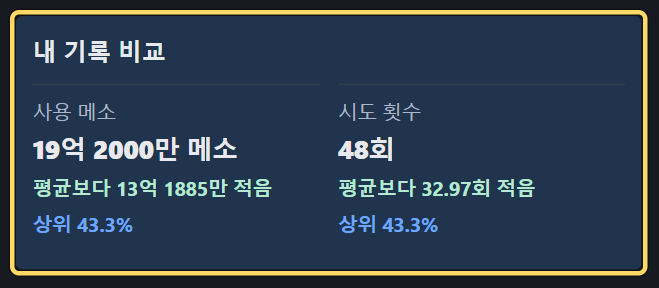 내 기록 비교
사용 메소
19억 2000만 메소
평균보다 13억 1885만 적음
상위 43.3%
시도 횟수
48회
평균보다 32.97회 적음
상위 43.3%